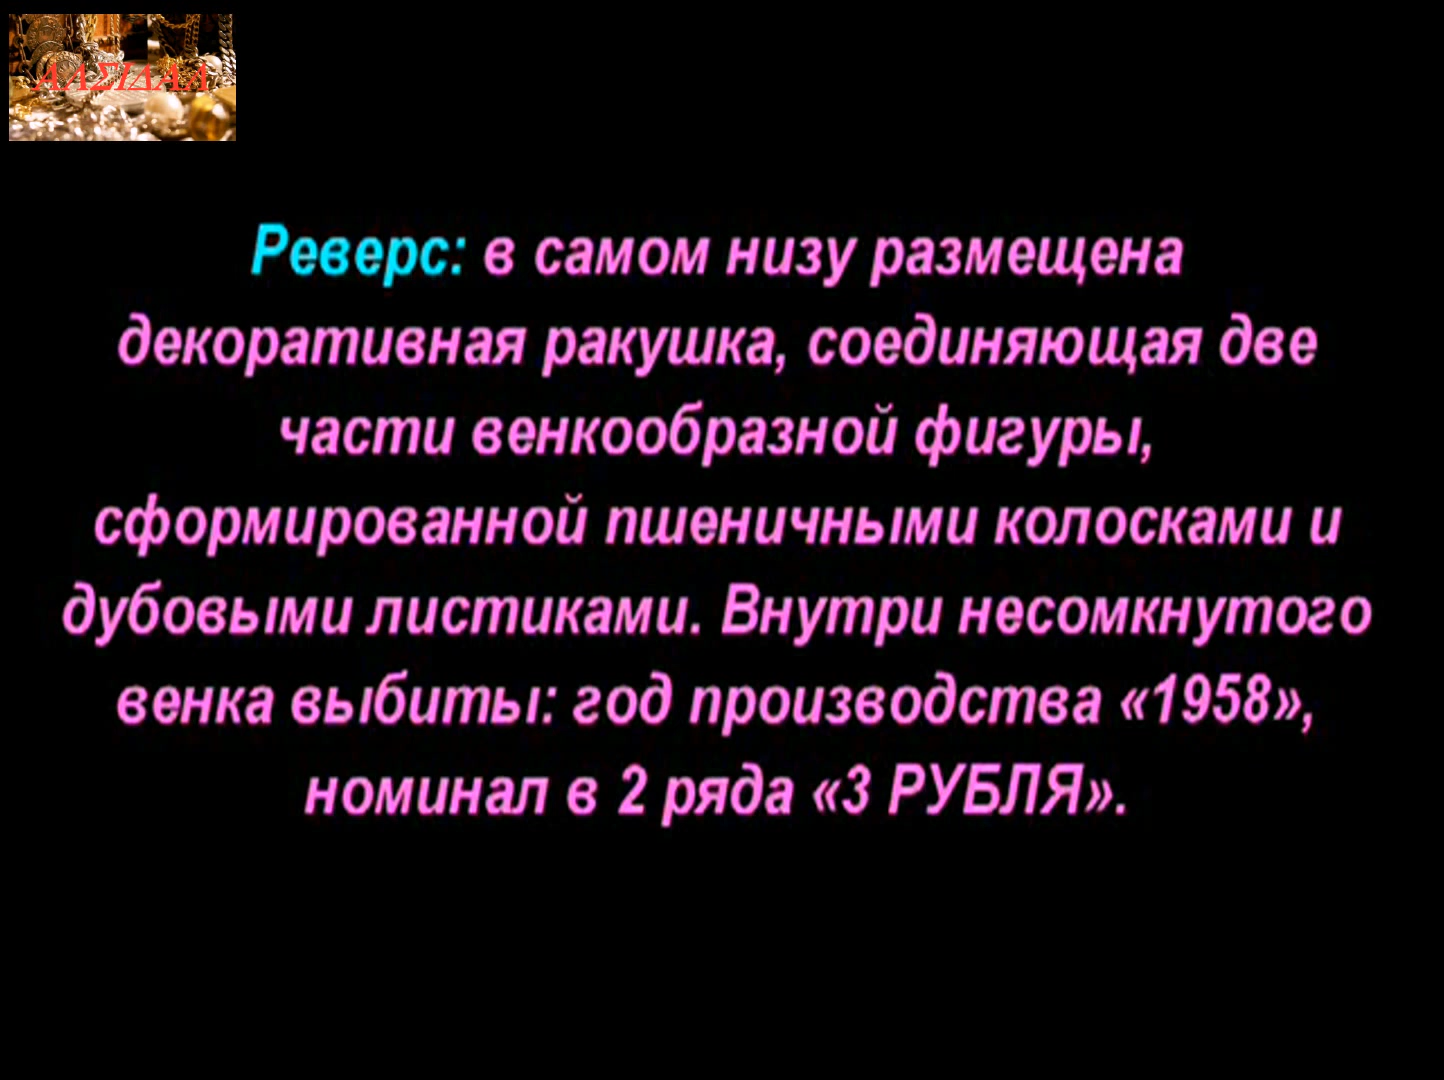 ΑΛΣΙΔΑΛ
Реверс: в самом низу размещена
декоративная ракушка, соединяющая две
части венкообразной фигуры,
сформированной пшеничными колосками и
дубовыми листиками. Внутри несомкнутого
венка выбиты: год производства «1958»,
номинал в 2 ряда «3 РУБЛЯ».